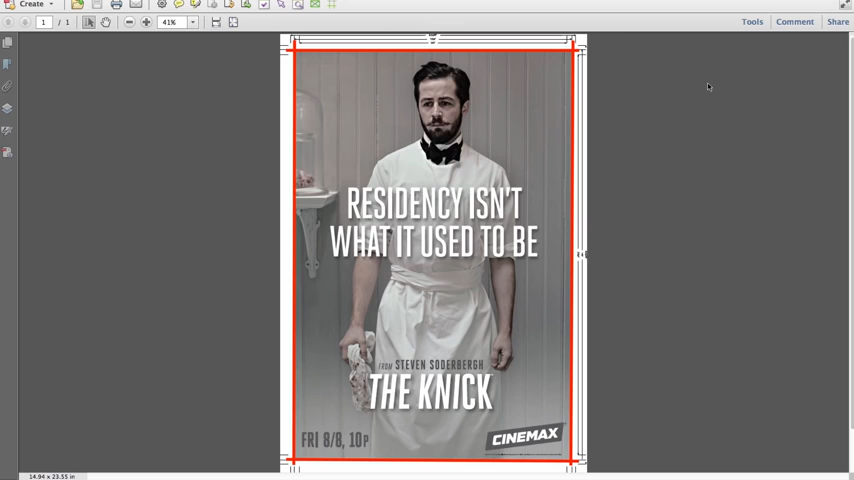 Create
1 / 1
41%
Tools
Comment
Share
RESIDENCY ISN'T
WHAT IT USED TO BE
FROM STEVEN SODERBERGH
THE KNICK
FRI 8/8, 10P
CINEMAX
14.94 x 23.55 in